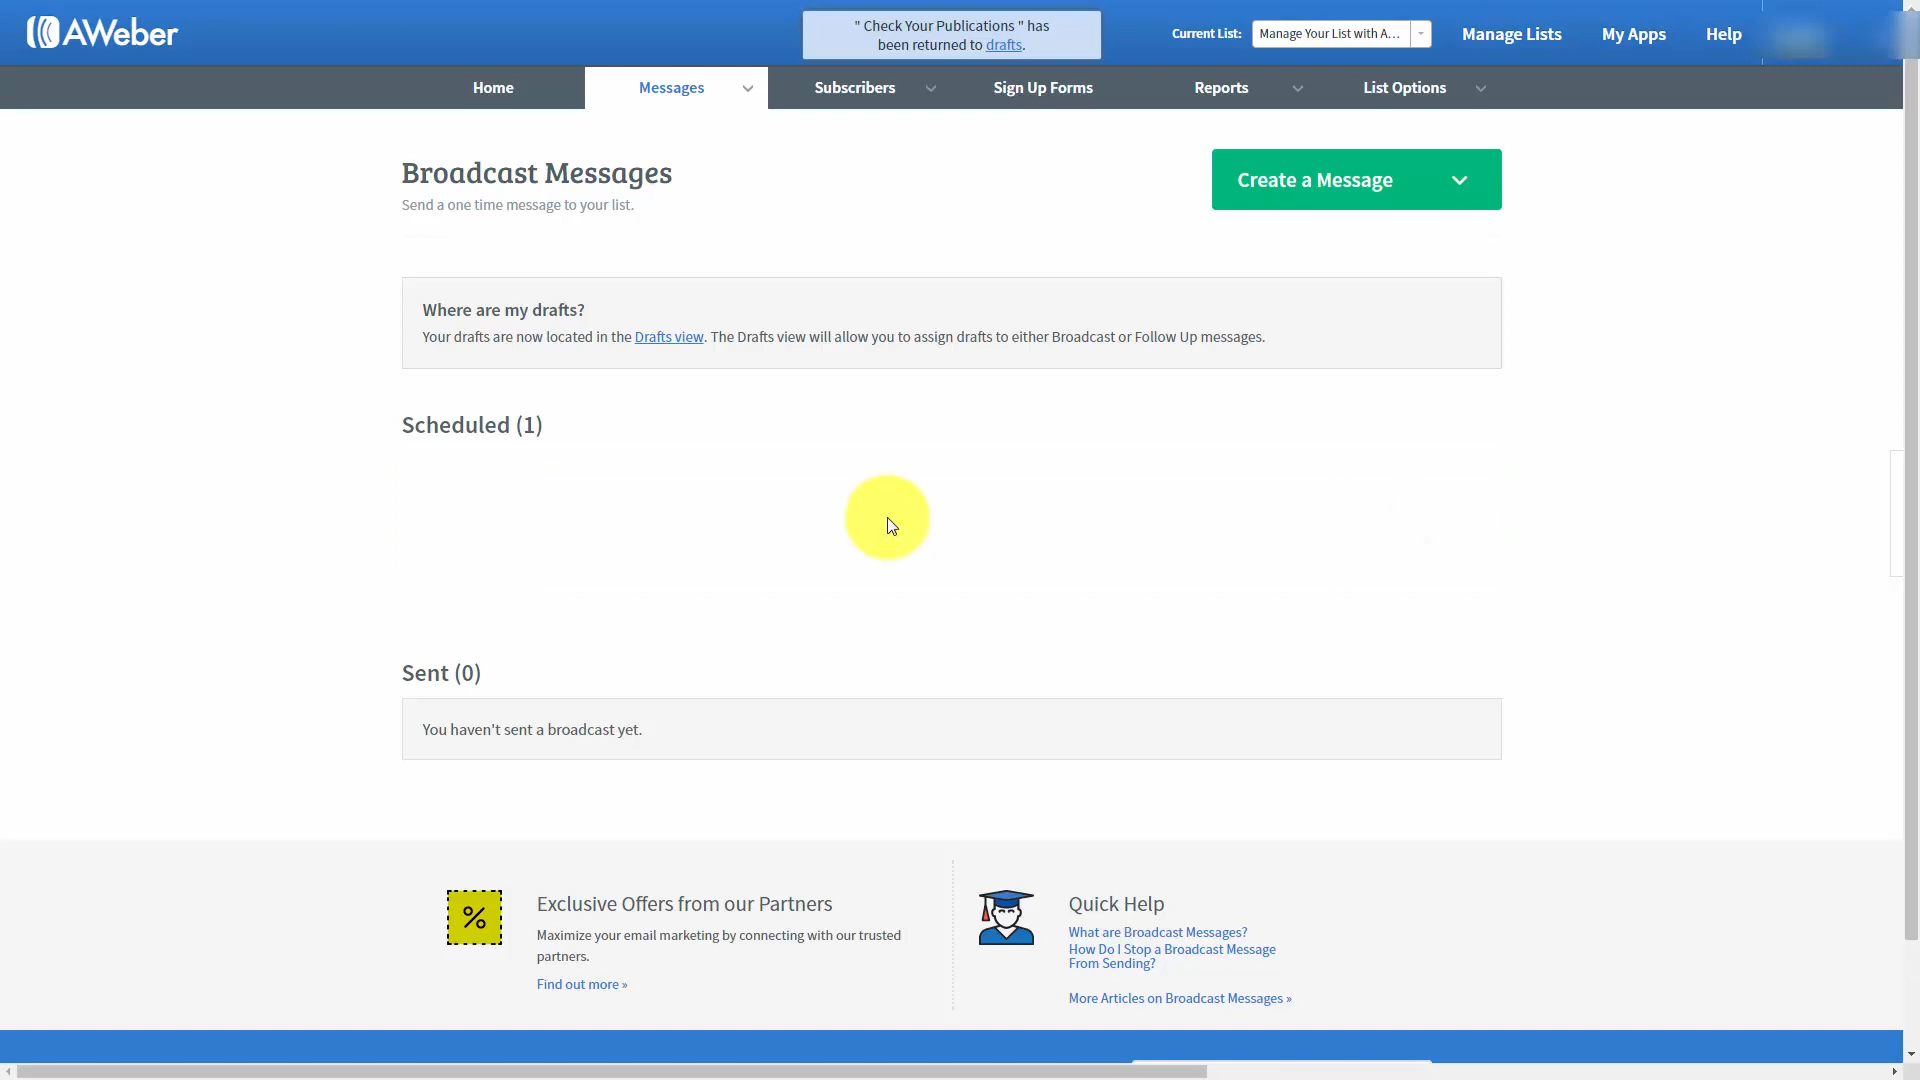 AWeber
" Check Your Publications " has
been returned to drafts.
Current List:
Manage Your List with A...
Manage Lists
My Apps
Help
Home
Messages
Subscribers
Sign Up Forms
Reports
List Options
Broadcast Messages
Send a one time message to your list.
Create a Message
Where are my drafts?
Your drafts are now located in the Drafts view. The Drafts view will allow you to assign drafts to either Broadcast or Follow Up messages.
Scheduled (1)
Sent (0)
You haven't sent a broadcast yet.
%
Exclusive Offers from our Partners
Maximize your email marketing by connecting with our trusted
partners.
Find out more »
Quick Help
What are Broadcast Messages?
How Do I Stop a Broadcast Message
From Sending?
More Articles on Broadcast Messages »